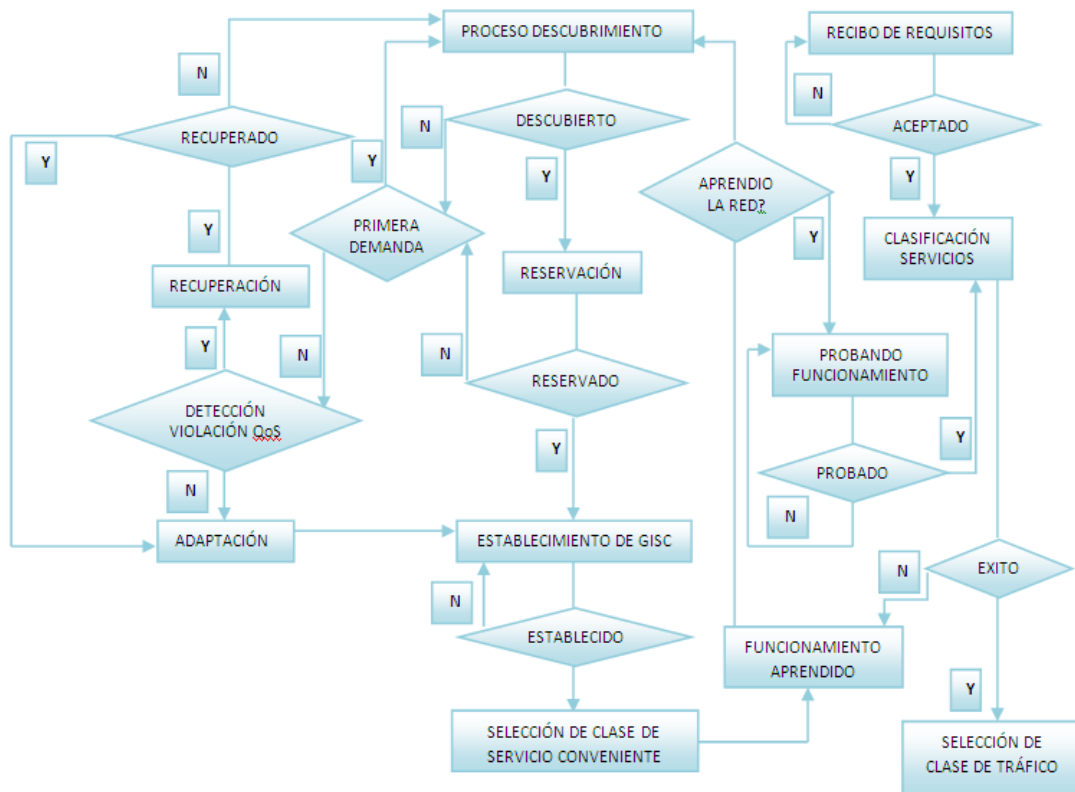 PROCESO DESCUBRIMIENTO
RECIBO DE REQUISITOS
N
N
RECUPERADO
N
DESCUBIERTO
ACEPTADO
Y
Y
Y
Y
APRENDIO
LA RED?
Y
PRIMERA
DEMANDA
Y
CLASIFICACIÓN
SERVICIOS
RECUPERACIÓN
RESERVACIÓN
Y
Y
N
N
PROBANDO
FUNCIONAMIENTO
RESERVADO
DETECCIÓN
VIOLACIÓN QoS
Y
Y
PROBADO
N
N
ADAPTACIÓN
ESTABLECIMIENTO DE GISC
N
EXITO
N
ESTABLECIDO
FUNCIONAMIENTO
APRENDIDO
Y
SELECCIÓN DE CLASE DE
SERVICIO CONVENIENTE
SELECCIÓN DE
CLASE DE TRÁFICO